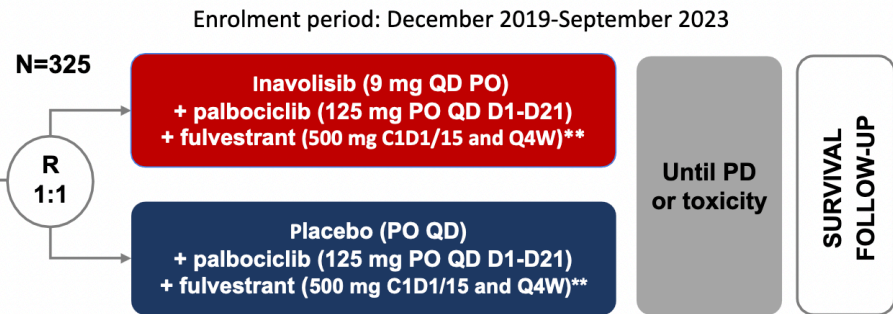 Enrolment period: December 2019-September 2023
N=325
Inavolisib (9 mg QD PO)
+ palbociclib (125 mg PO QD D1-D21)
+ fulvestrant (500 mg C1D1/15 and Q4W)**
R
1:1
Placebo (PO QD)
+ palbociclib (125 mg PO QD D1-D21)
+ fulvestrant (500 mg C1D1/15 and Q4W)**
Until PD
or toxicity
SURVIVAL
FOLLOW-UP